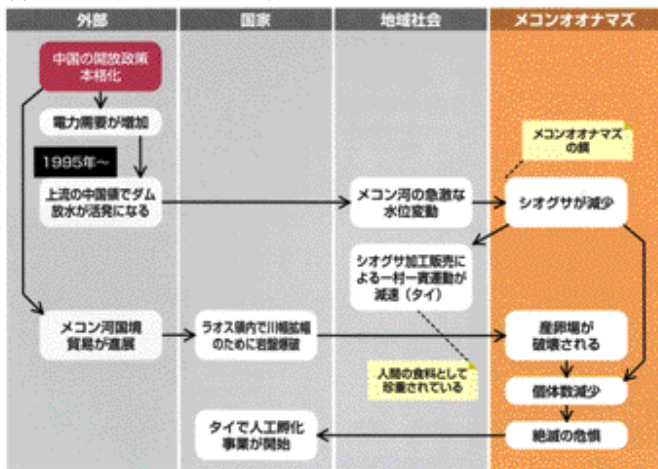 外部
国家
地域社会
メコンオオナマズ
中国の開放政策
本格化
電力需要が増加
1995年～
上流の中国領でダム
放水が活発になる
メコン河の急激な
水位変動
メコンオオナマズ
の餌
シオグサが減少
シオグサ加工販売に
よる一村一貫運動が
減速（タイ）
メコン河国境
貿易が進展
ラオス領内で川幅拡幅
のために岩盤爆破
産卵場が
破壊される
人間の食料として
珍重されている
個体数減少
タイで人工孵化
事業が開始
絶滅の危惧